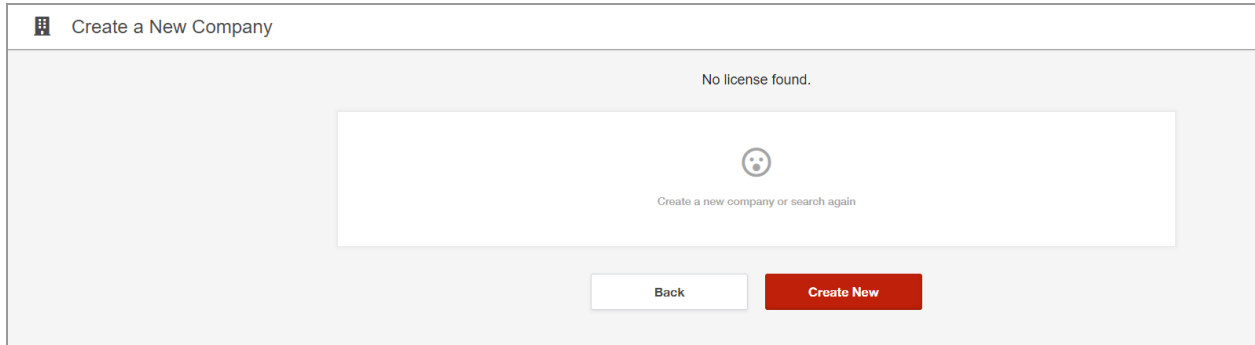 Create a New Company
No license found.
Create a new company or search again
Back
Create New